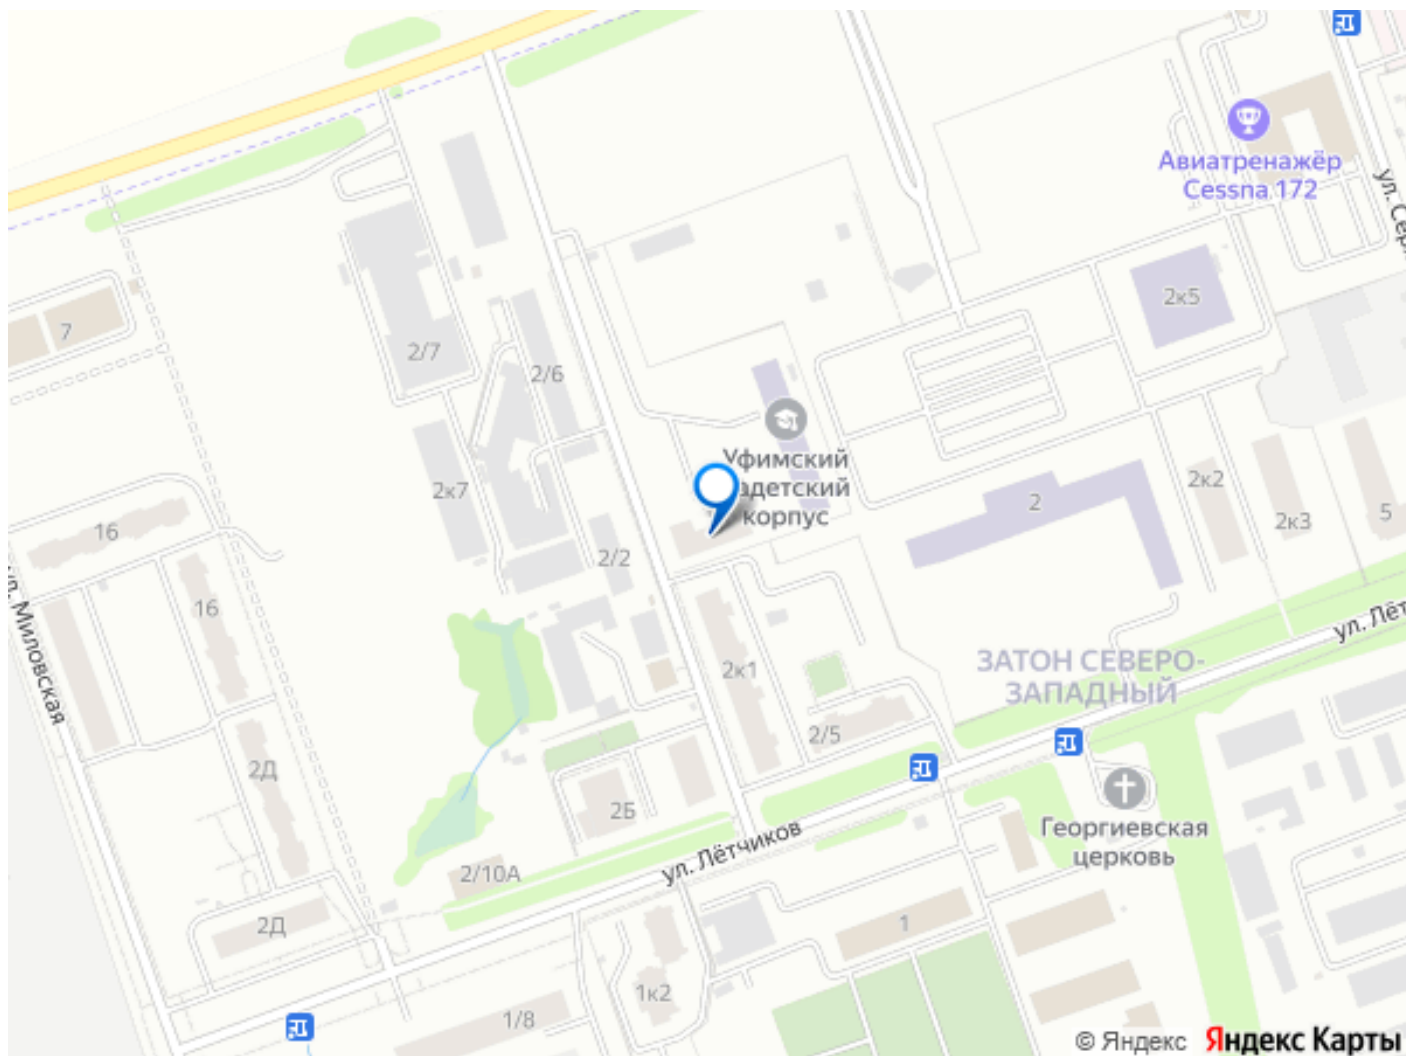 Авиатренажёр
Cessna 172
ул. Сер
2к5
7
2/7
2/6
Уфимский
адетский
корпус
2к7
2
2к2
2к3
5
16
2/2
16
ул. Миловская
2к1
ЗАТОН СЕВЕРО-
ЗАПАДНЫЙ
ул. Лёт
2/5
2Д
2Б
ул. Лётчиков
Георгиевская
церковь
2/10А
2Д
1
1к2
1/8
© Яндекс Яндекс Карты